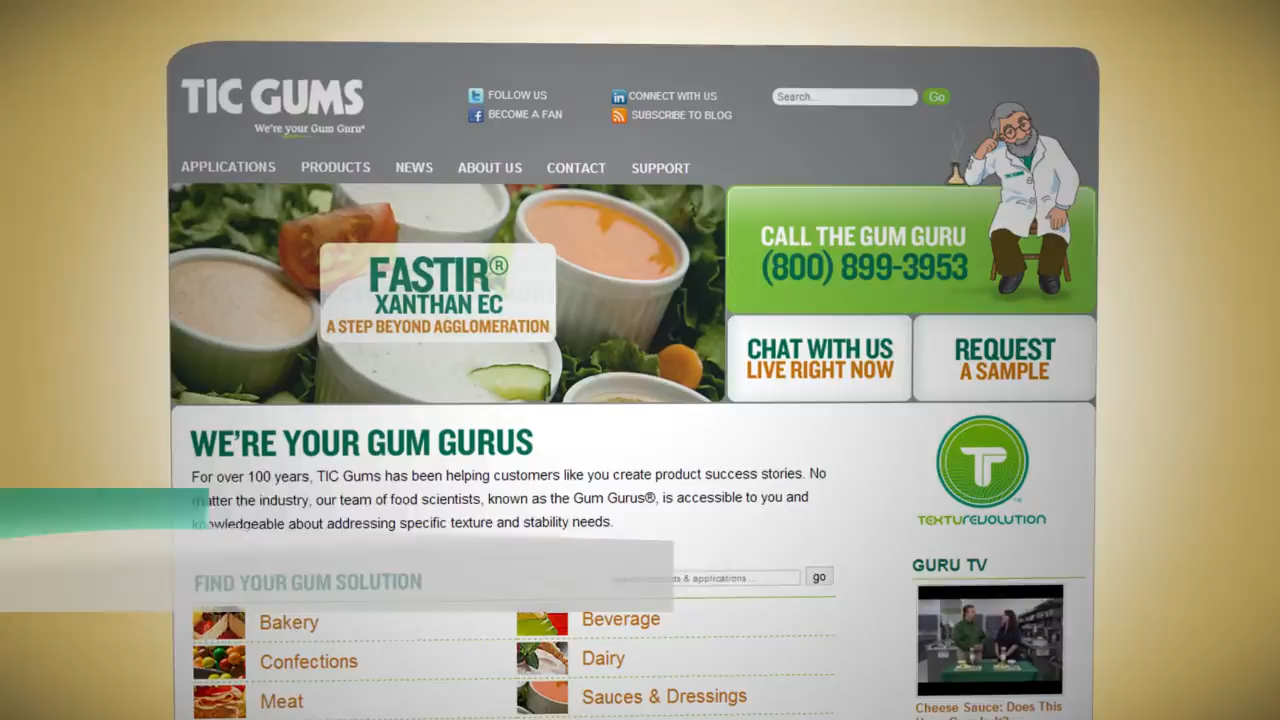 TIC GUMS
We're your Gum Guru®
FOLLOW US
CONNECT WITH US
BECOME A FAN
SUBSCRIBE TO BLOG
Search...
Go
APPLICATIONS PRODUCTS NEWS ABOUT US CONTACT SUPPORT
TIC GUMS
FASTIR®
XANTHAN EC
A STEP BEYOND AGGLOMERATION
CALL THE GUM GURU
(800) 899-3953
CHAT WITH US
LIVE RIGHT NOW
REQUEST
A SAMPLE
WE'RE YOUR GUM GURUS
For over 100 years, TIC Gums has been helping customers like you create product success stories. No
matter the industry, our team of food scientists, known as the Gum Gurus®, is accessible to you and
knowledgeable about addressing specific texture and stability needs.
T™
TEXTUREVOLUTION
FIND YOUR GUM SOLUTION
& applications ...
go
Bakery
Beverage
Confections
Dairy
Meat
Sauces & Dressings
GURU TV
Cheese Sauce: Does This